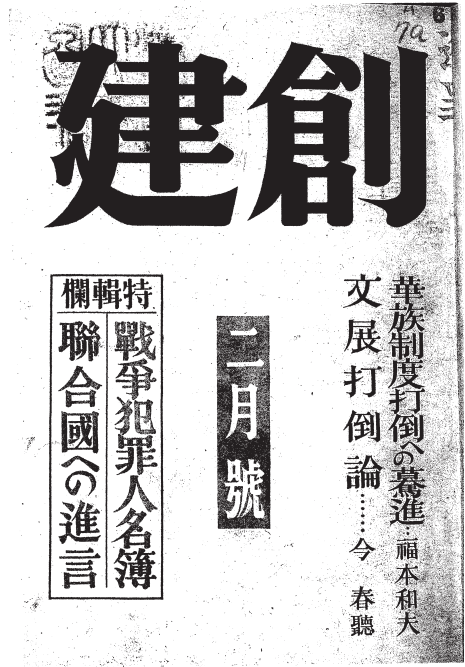 創建
華族制度打倒への驀進…福本和夫
文展打倒論……今 春聽
二月號
特輯欄
戰爭犯罪人名簿
聯合國への進言